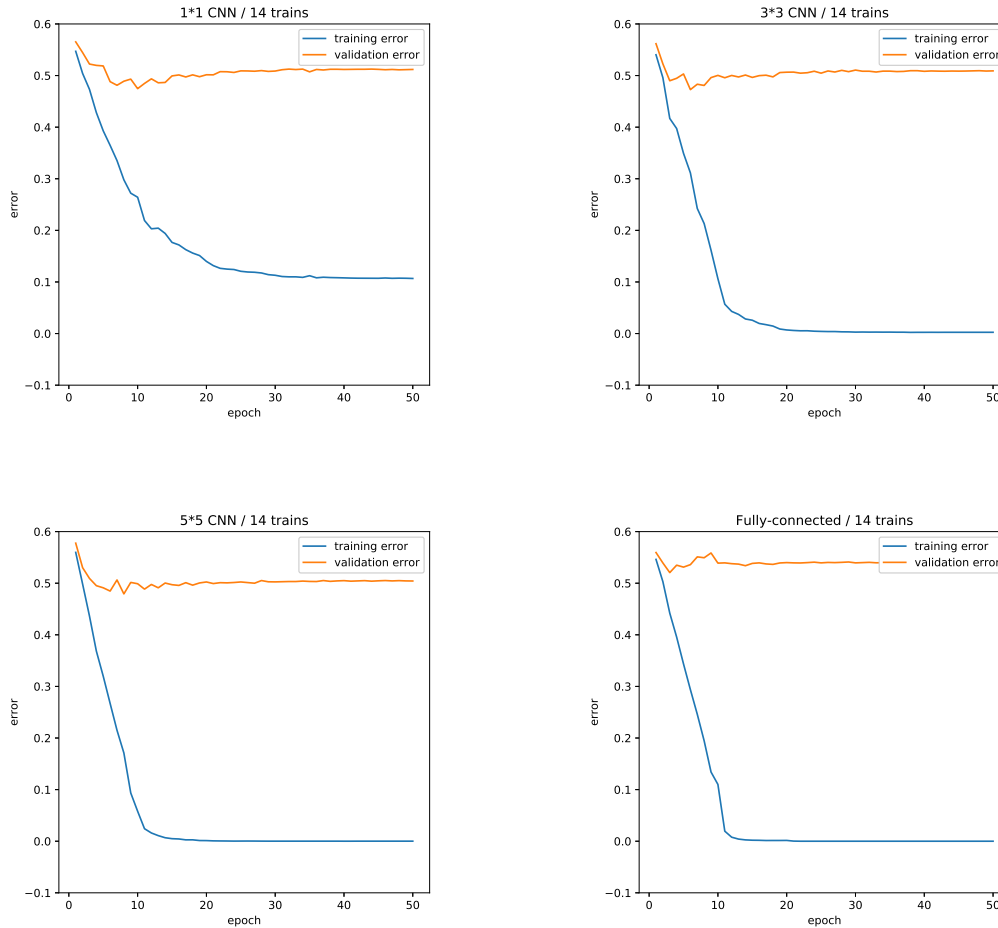 1*1 CNN / 14 trains
0.6
0.5
0.4
0.3
0.2
0.1
0.0
−0.1
error
training error
validation error
0 10 20 30 40 50
epoch
3*3 CNN / 14 trains
0.6
0.5
0.4
0.3
0.2
0.1
0.0
−0.1
error
training error
validation error
0 10 20 30 40 50
epoch
5*5 CNN / 14 trains
0.6
0.5
0.4
0.3
0.2
0.1
0.0
−0.1
error
training error
validation error
0 10 20 30 40 50
epoch
Fully-connected / 14 trains
0.6
0.5
0.4
0.3
0.2
0.1
0.0
−0.1
error
training error
validation error
0 10 20 30 40 50
epoch